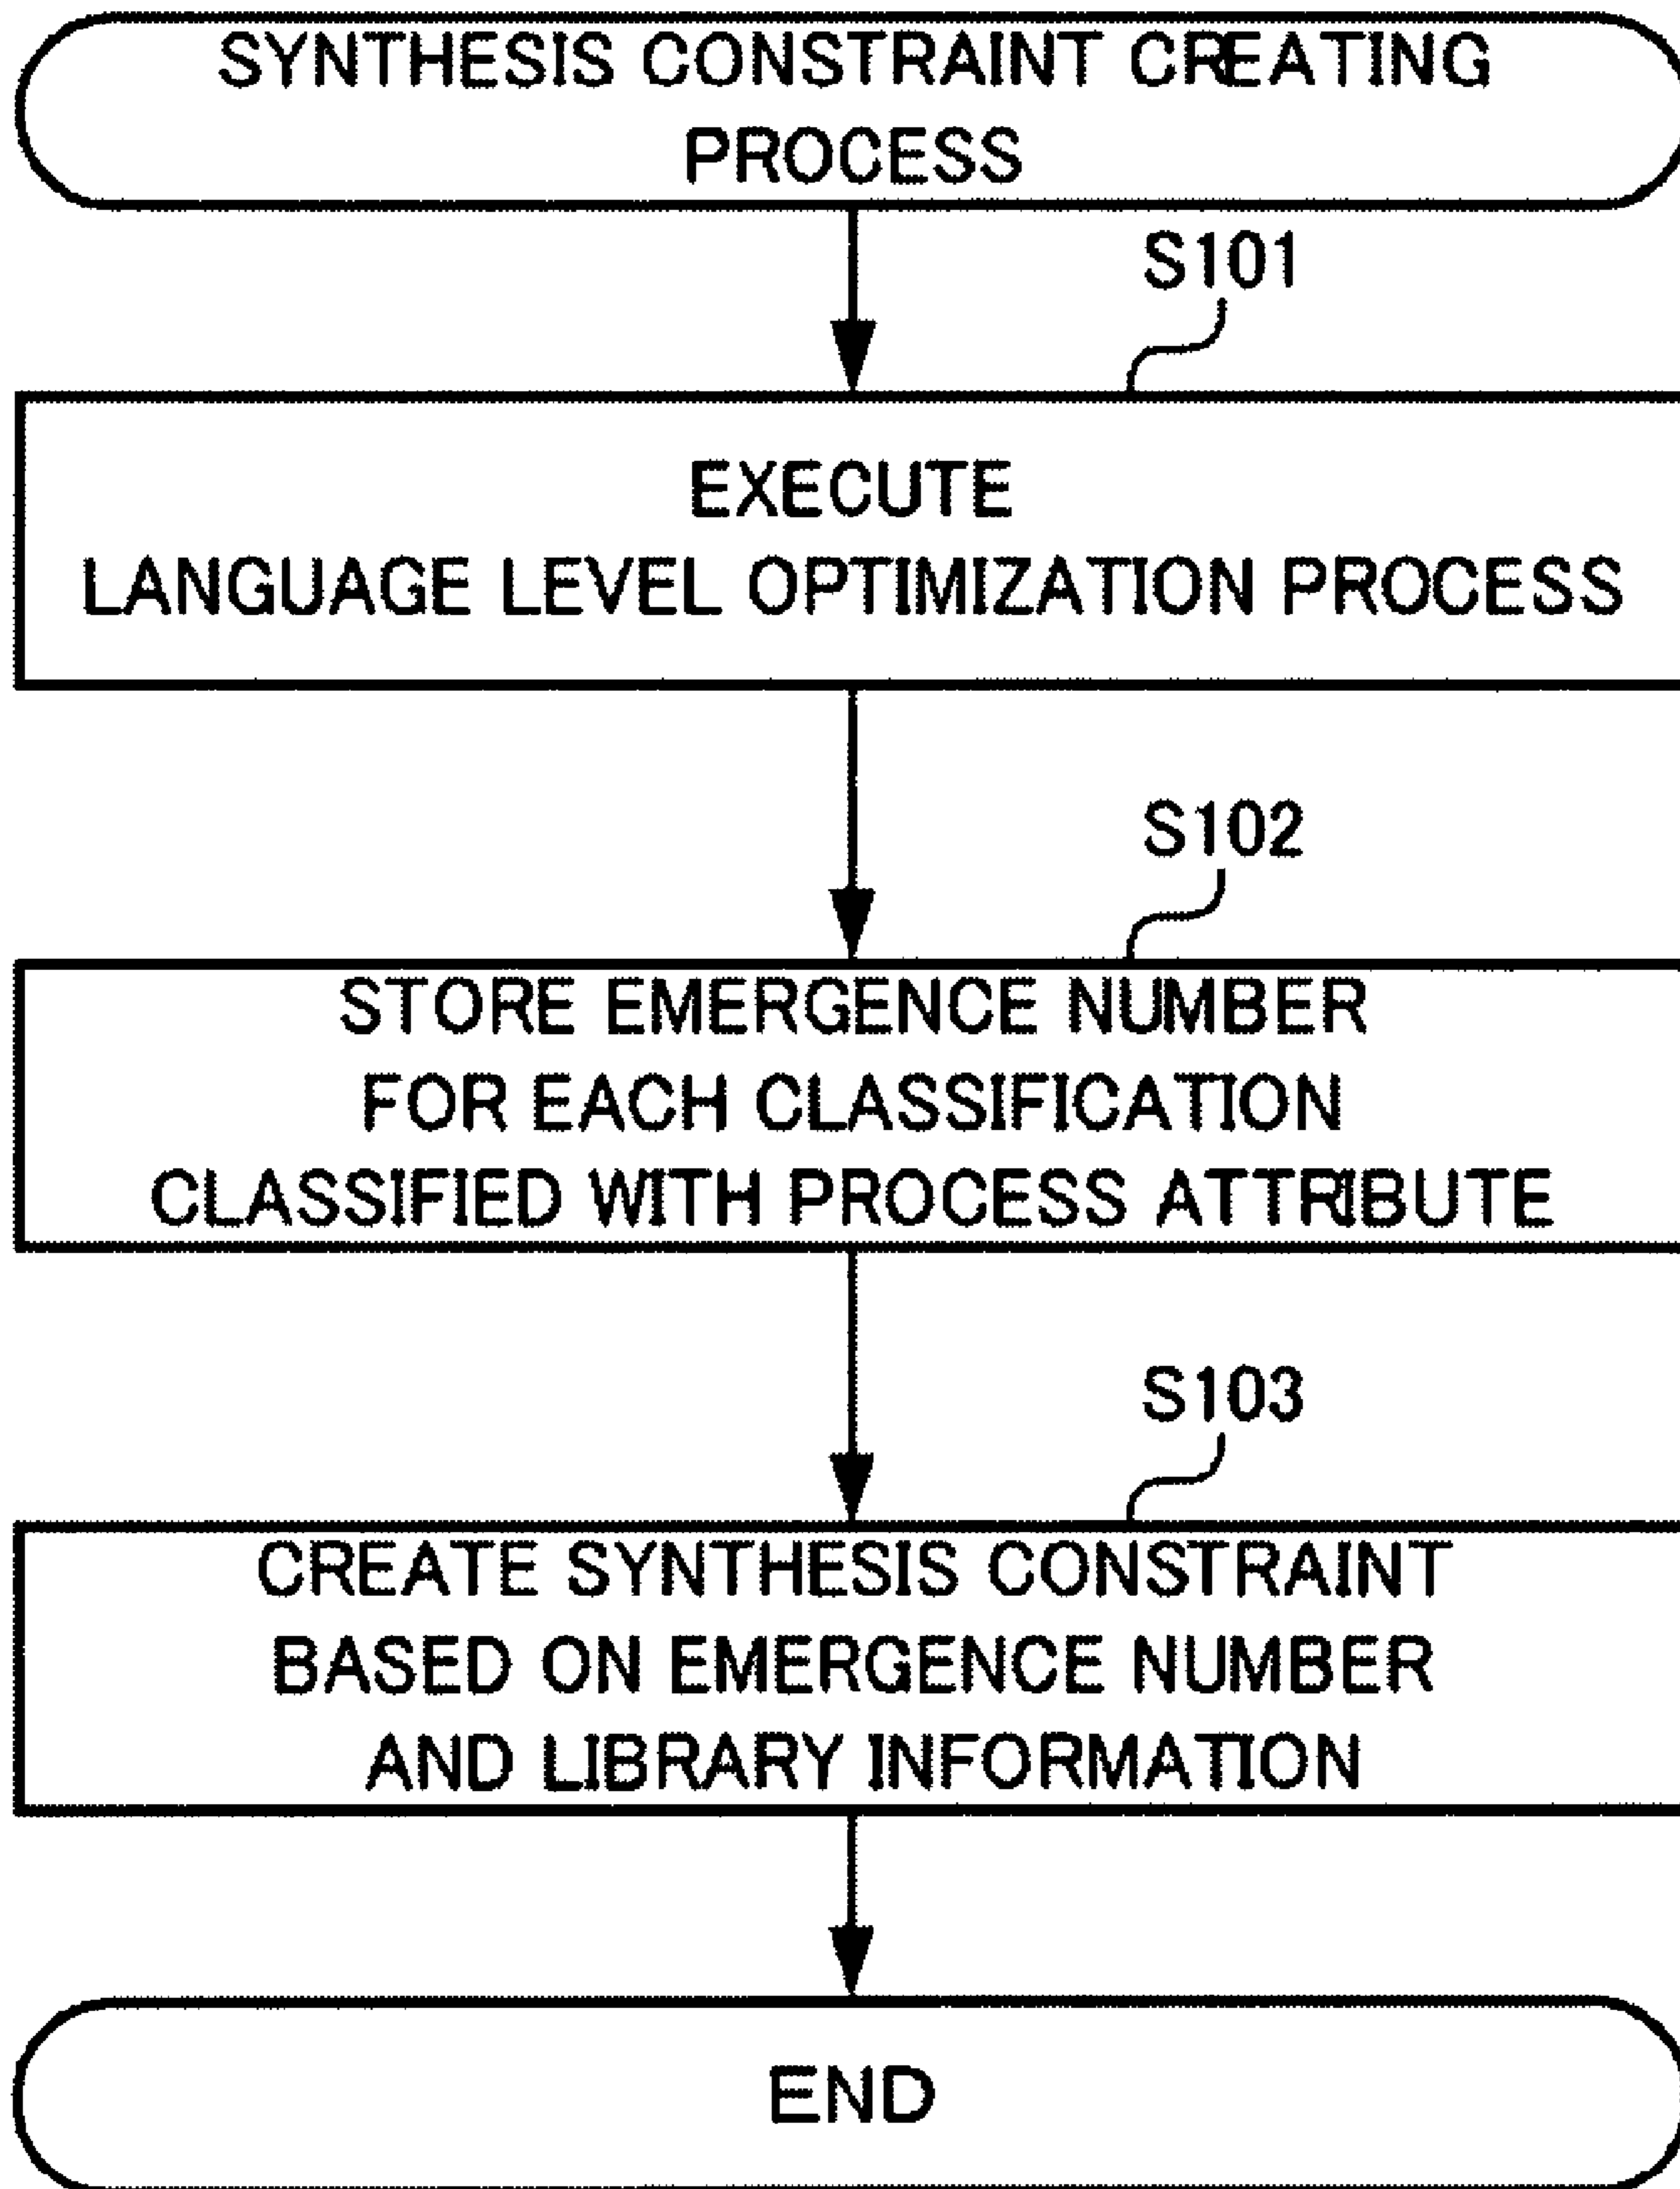 SYNTHESIS CONSTRAINT CREATING
PROCESS
S101
EXECUTE
LANGUAGE LEVEL OPTIMIZATION PROCESS
S102
STORE EMERGENCE NUMBER
FOR EACH CLASSIFICATION
CLASSIFIED WITH PROCESS ATTRIBUTE
S103
CREATE SYNTHESIS CONSTRAINT
BASED ON EMERGENCE NUMBER
AND LIBRARY INFORMATION
END